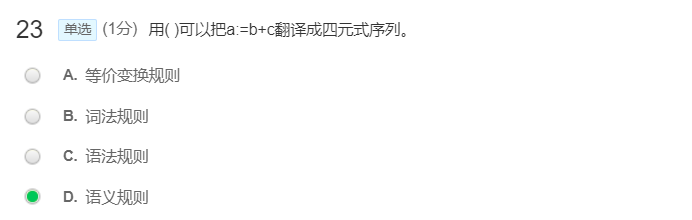 23 单选 (1分) 用( )可以把a:=b+c翻译成四元式序列。
A. 等价变换规则
B. 词法规则
C. 语法规则
D. 语义规则